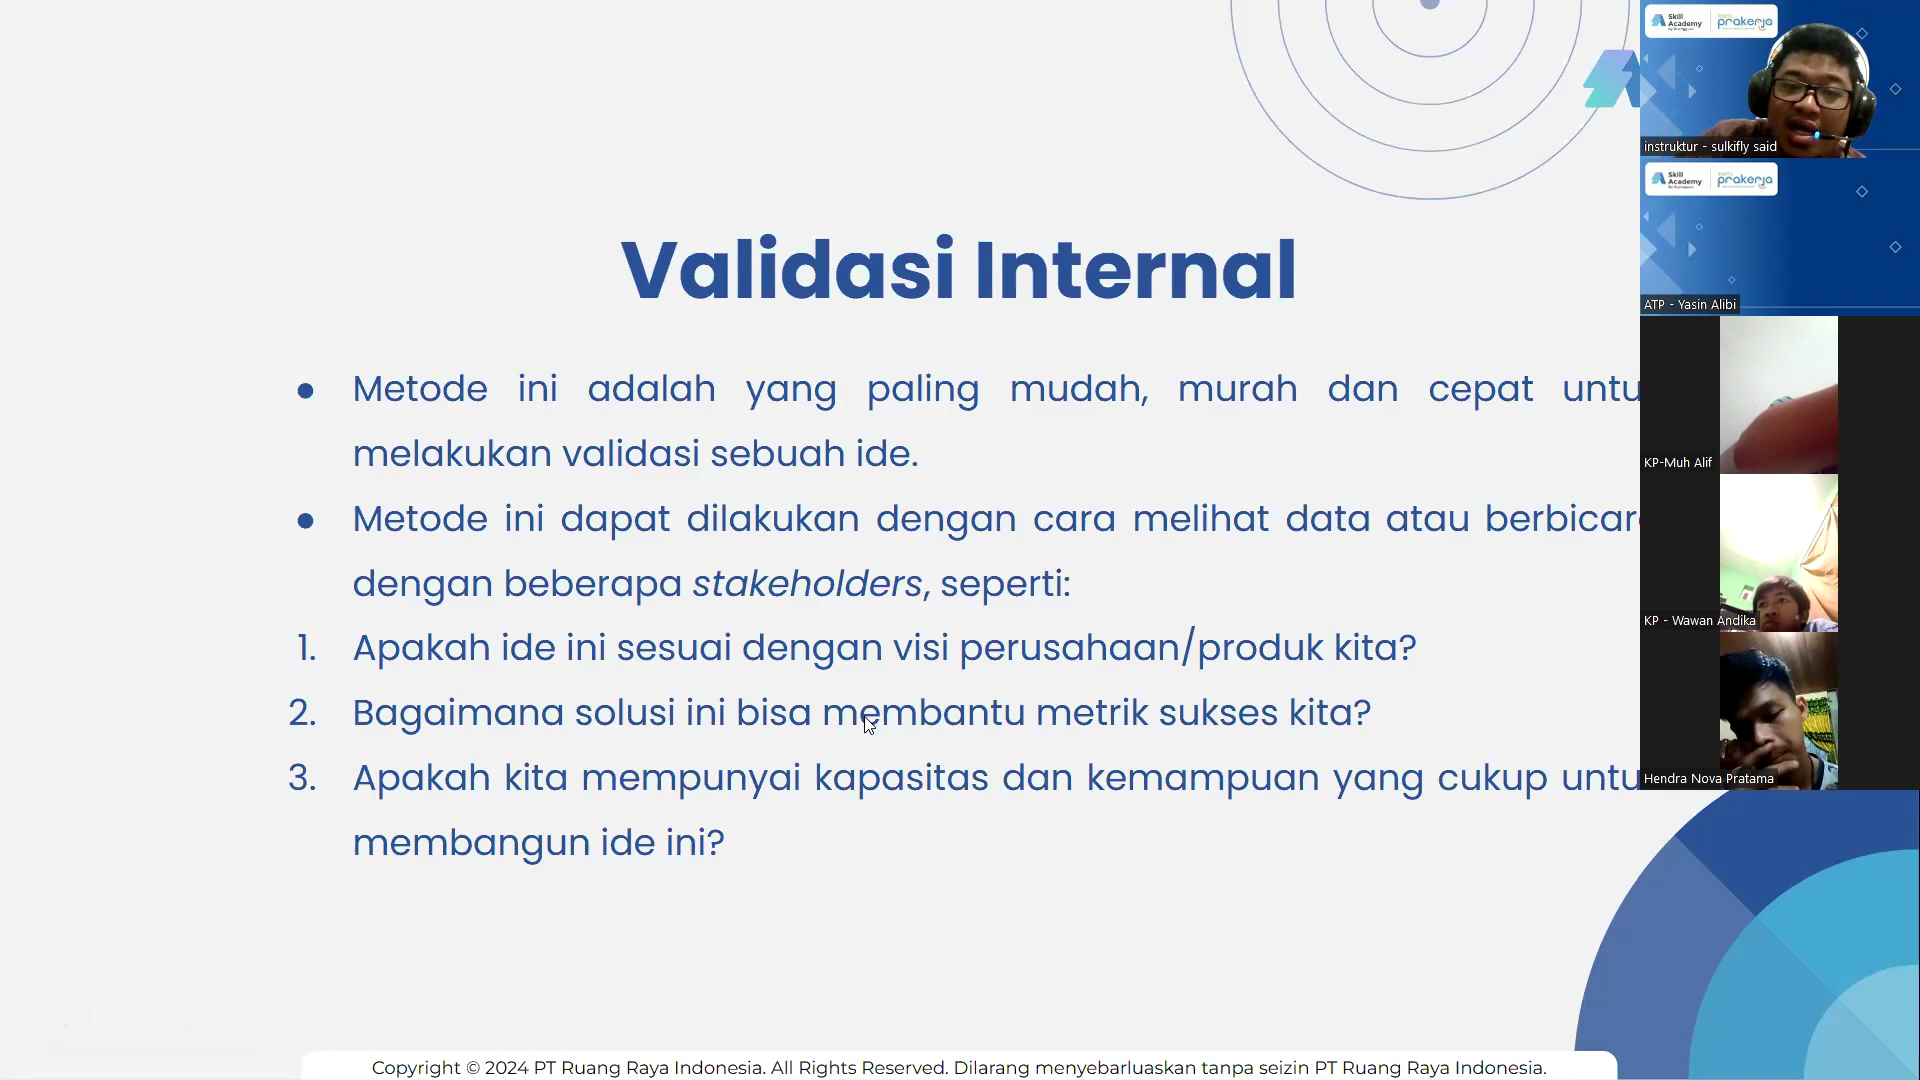 Validasi Internal
Metode ini adalah yang paling mudah, murah dan cepat untu
melakukan validasi sebuah ide.
Metode ini dapat dilakukan dengan cara melihat data atau berbicar
dengan beberapa stakeholders, seperti:
1. Apakah ide ini sesuai dengan visi perusahaan/produk kita?
2. Bagaimana solusi ini bisa membantu metrik sukses kita?
3. Apakah kita mempunyai kapasitas dan kemampuan yang cukup untu
membangun ide ini?
Copyright © 2024 PT Ruang Raya Indonesia. All Rights Reserved. Dilarang menyebarluaskan tanpa seizin PT Ruang Raya Indonesia.
Skill
Academy
prakerja
instruktur - sulkifly said
Skill
Academy
prakerja
ATP - Yasin Alibi
KP-Muh Alif
KP - Wawan Andika
Hendra Nova Pratama